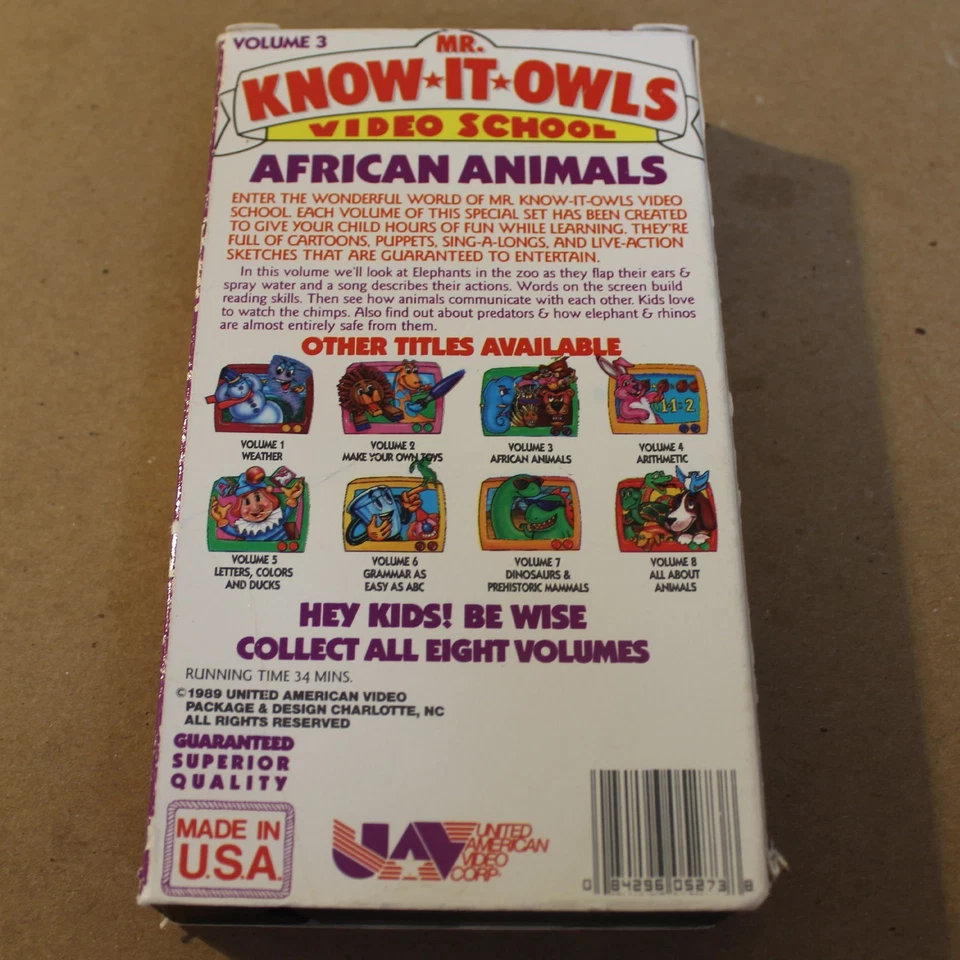 VOLUME 3
MR.
KNOW★IT★OWLS
VIDEO SCHOOL
AFRICAN ANIMALS
ENTER THE WONDERFUL WORLD OF MR. KNOW-IT-OWLS VIDEO
SCHOOL. EACH VOLUME OF THIS SPECIAL SET HAS BEEN CREATED
TO GIVE YOUR CHILD HOURS OF FUN WHILE LEARNING. THEY'RE
FULL OF CARTOONS, PUPPETS, SING-A-LONGS, AND LIVE-ACTION
SKETCHES THAT ARE GUARANTEED TO ENTERTAIN.
In this volume we'll look at Elephants in the zoo as they flap their ears &
spray water and a song describes their actions. Words on the screen build
reading skills. Then see how animals communicate with each other. Kids love
to watch the chimps. Also find out about predators & how elephant & rhinos
are almost entirely safe from them.
OTHER TITLES AVAILABLE
1+1=2
VOLUME 1
WEATHER
VOLUME 2
MAKE YOUR OWN TOYS
VOLUME 3
AFRICAN ANIMALS
VOLUME 4
ARITHMETIC
VOLUME 5
LETTERS, COLORS
AND DUCKS
VOLUME 6
GRAMMAR AS
EASY AS ABC
VOLUME 7
DINOSAURS &
PREHISTORIC MAMMALS
VOLUME 8
ALL ABOUT
ANIMALS
HEY KIDS! BE WISE
COLLECT ALL EIGHT VOLUMES
RUNNING TIME 34 MINS.
©1989 UNITED AMERICAN VIDEO
PACKAGE & DESIGN CHARLOTTE, NC
ALL RIGHTS RESERVED
GUARANTEED
SUPERIOR
QUALITY
MADE IN
U.S.A.
UAV
UNITED
AMERICAN
VIDEO
CORP.
0 84296 05273 8